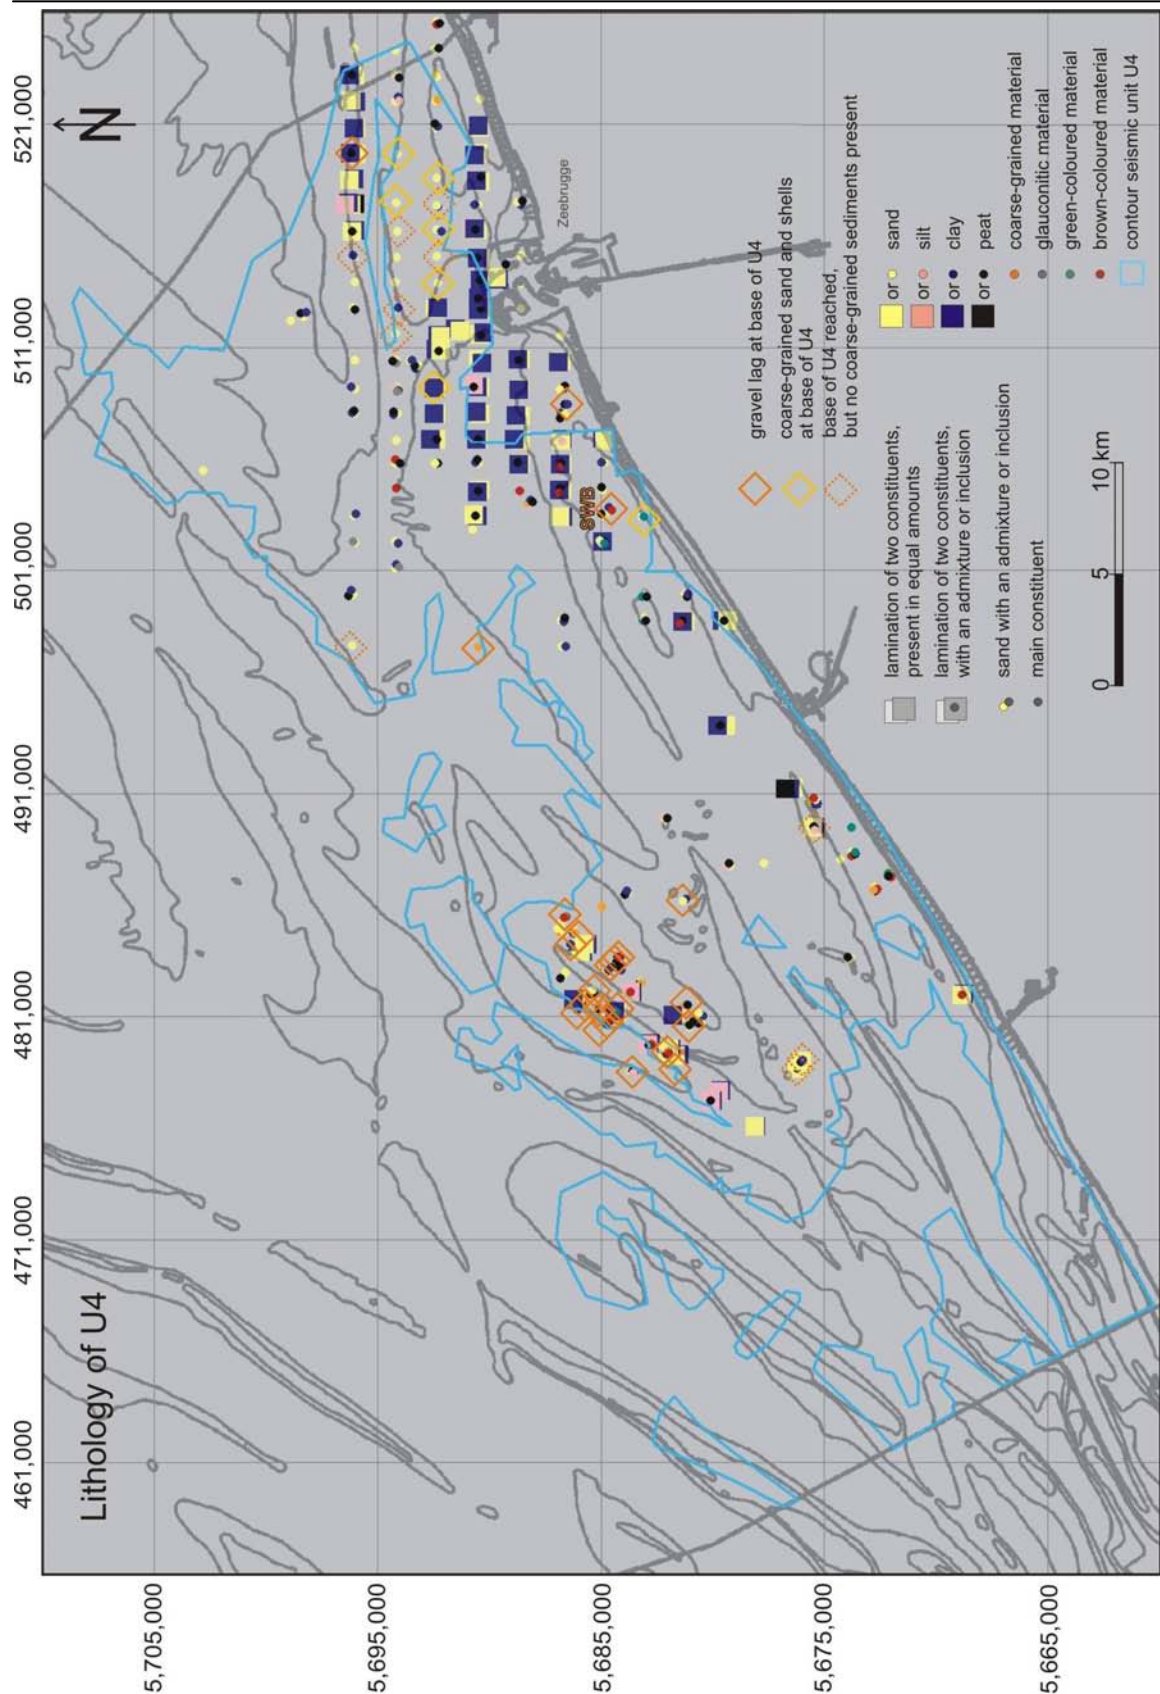 Lithology of U4
461,000
471,000
481,000
491,000
501,000
511,000
521,000
5,705,000
5,695,000
5,685,000
5,675,000
5,665,000
N
SWB
Zeebrugge
gravel lag at base of U4
coarse-grained sand and shells
at base of U4
base of U4 reached,
but no coarse-grained sediments present
lamination of two constituents,
present in equal amounts
lamination of two constituents,
with an admixture or inclusion
sand with an admixture or inclusion
main constituent
or sand
or silt
or clay
or peat
coarse-grained material
glauconitic material
green-coloured material
brown-coloured material
contour seismic unit U4
0 5 10 km